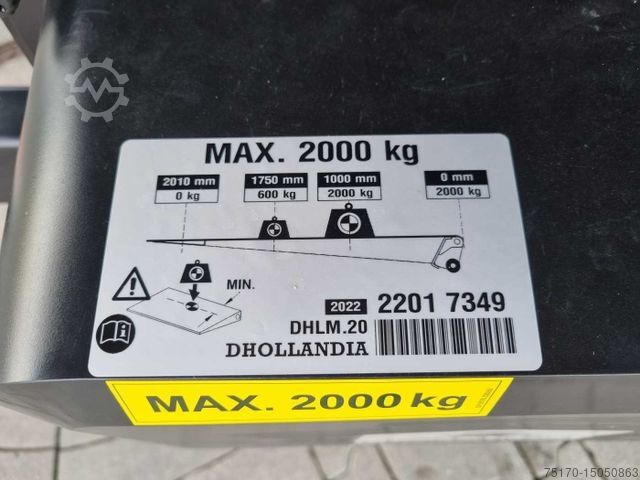 MAX. 2000 kg
2010 mm 1750 mm 1000 mm 0 mm
0 kg 600 kg 2000 kg 2000 kg
MIN.
2022 2201 7349
DHLM.20
DHOLLANDIA
MAX. 2000 kg
75170-15050863